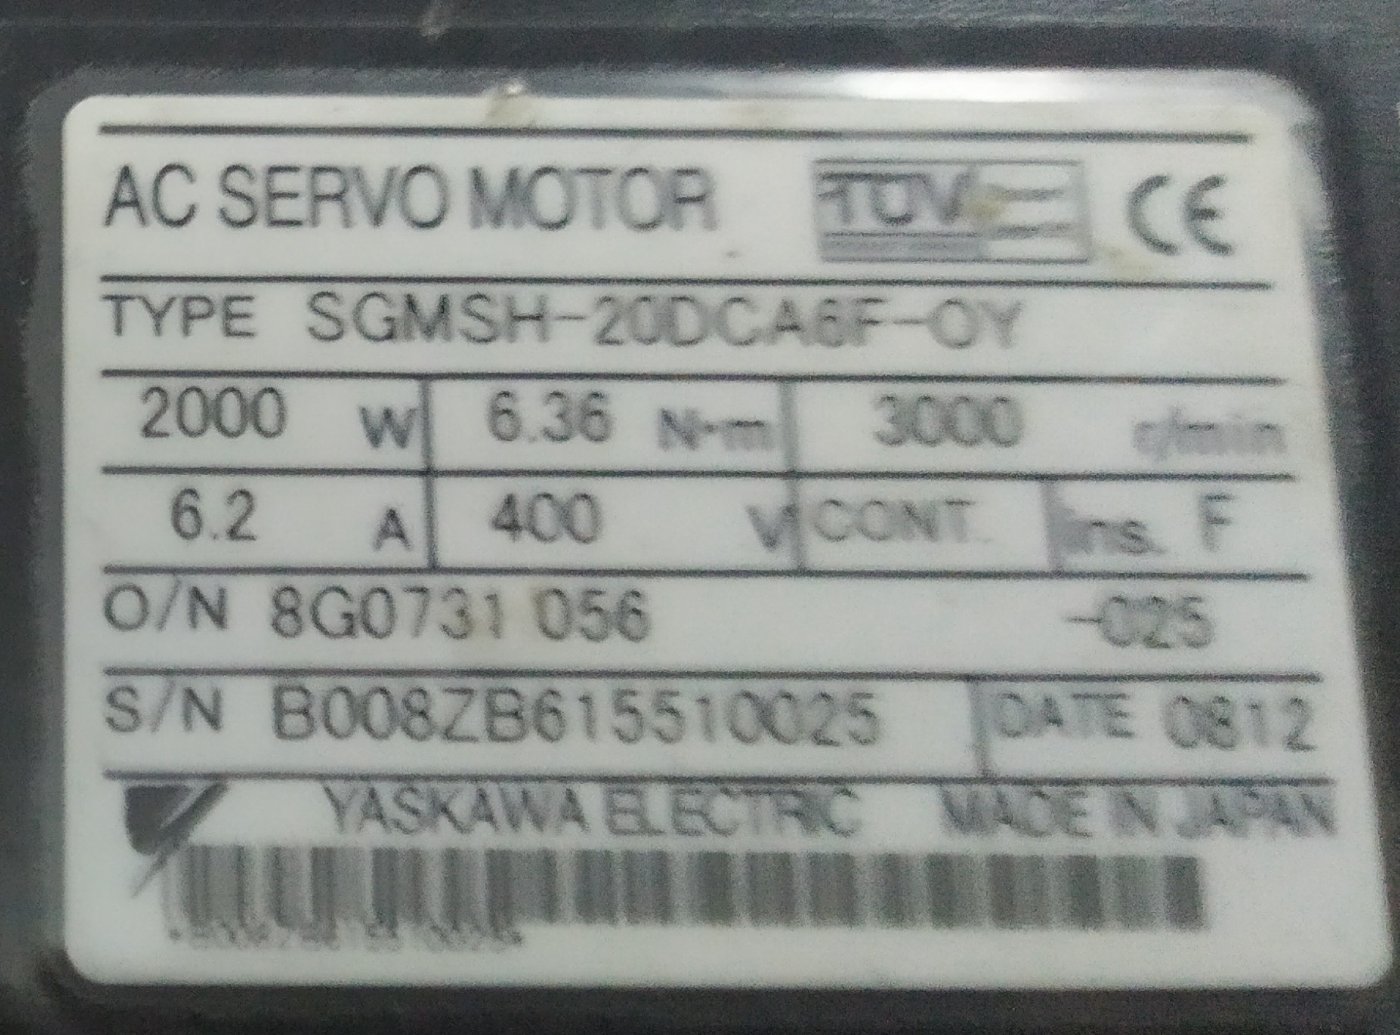 AC SERVO MOTOR TÜV CE
TYPE SGMSH-20DCA6F-OY
2000 W 6.36 N·m 3000 r/min
6.2 A 400 V CONT. Ins. F
O/N 8G0731 056 -025
S/N B008ZB615510025 DATE 0812
YASKAWA ELECTRIC MADE IN JAPAN